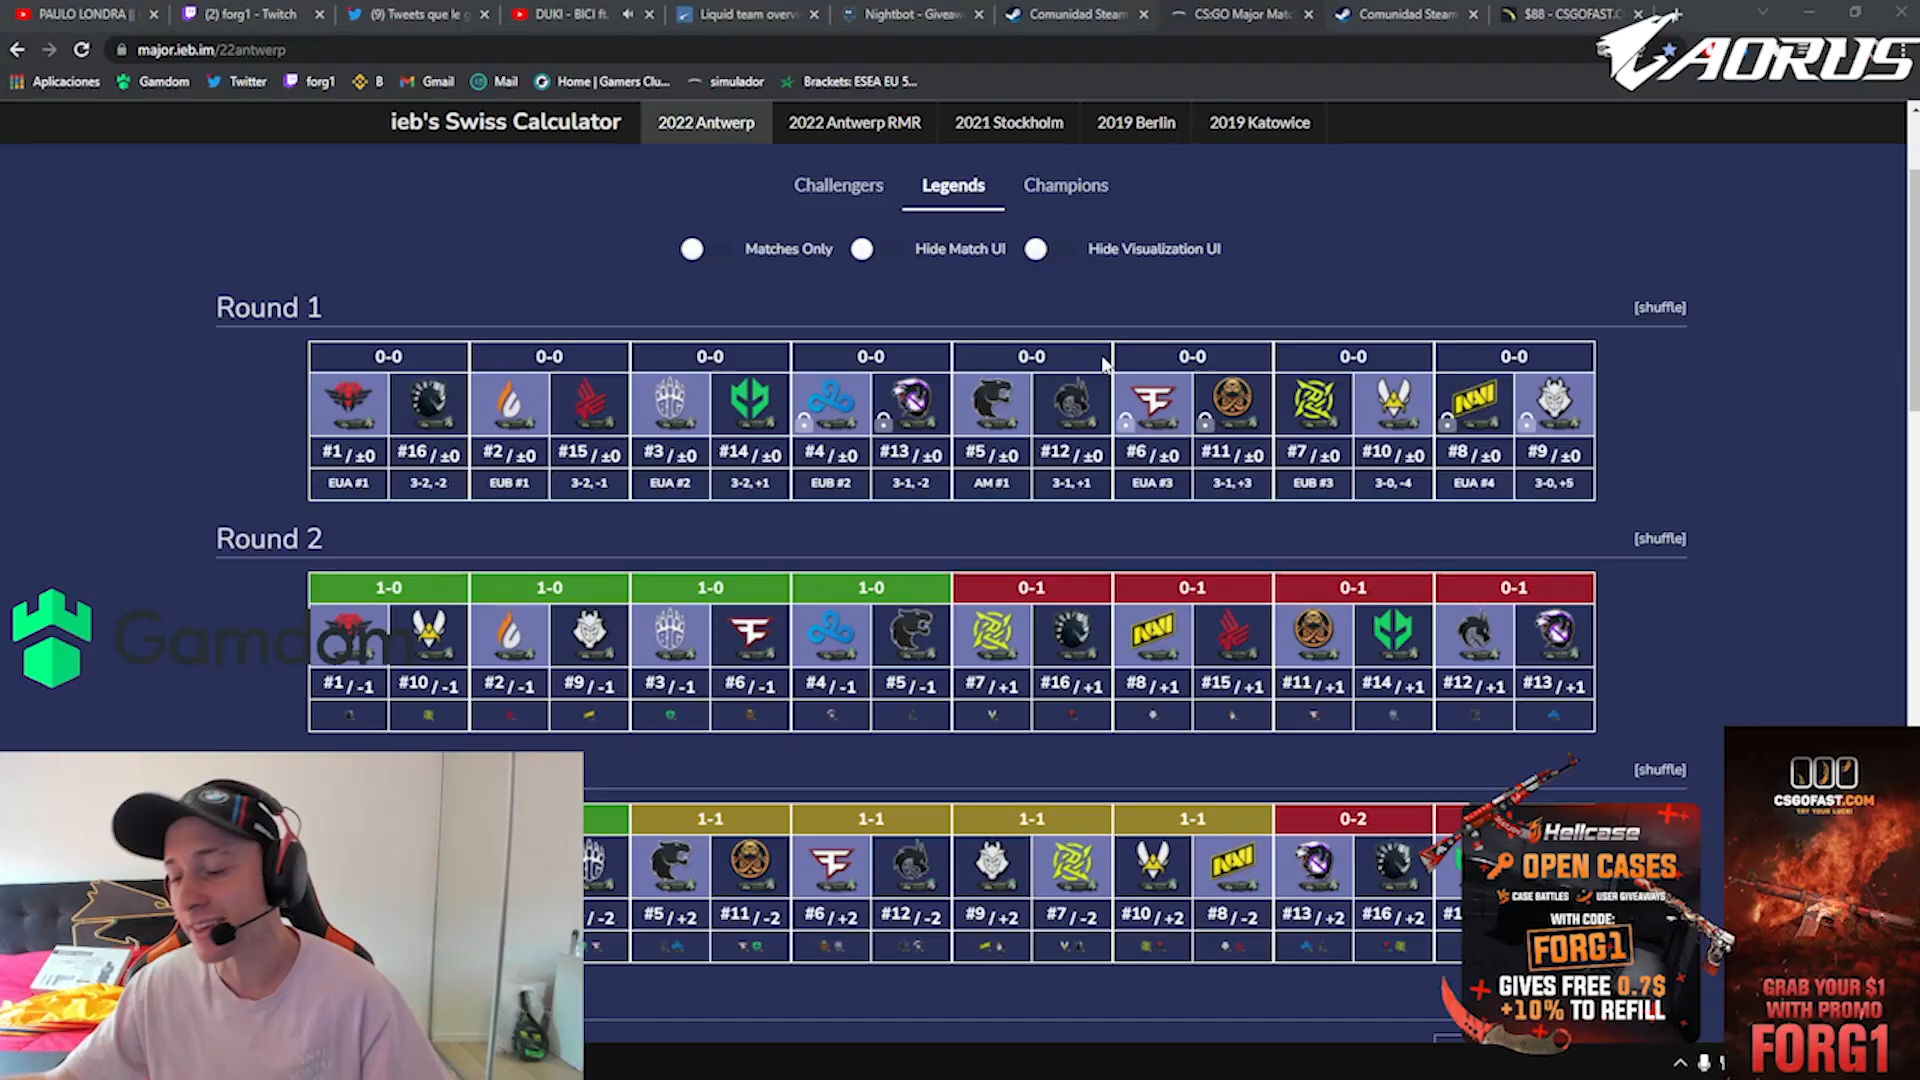 PAULO LONDRA ||
(2) forg1 - Twitch
(9) Tweets que le g
DUKI - BICI ft.
Liquid team overv
Nightbot - Giveaw
Comunidad Steam
CS:GO Major Matc
Comunidad Steam
$88 - CSGOFAST.C
major.ieb.im/22antwerp
AORUS
Aplicaciones
Gamdom
Twitter
forg1
B
Gmail
Mail
Home | Gamers Clu...
simulador
Brackets: ESEA EU 5...
ieb's Swiss Calculator
2022 Antwerp
2022 Antwerp RMR
2021 Stockholm
2019 Berlin
2019 Katowice
Challengers
Legends
Champions
Matches Only
Hide Match UI
Hide Visualization UI
Round 1
[shuffle]
0-0 0-0 0-0 0-0 0-0 0-0 0-0 0-0
#1 / ±0 #16 / ±0 #2 / ±0 #15 / ±0 #3 / ±0 #14 / ±0 #4 / ±0 #13 / ±0 #5 / ±0 #12 / ±0 #6 / ±0 #11 / ±0 #7 / ±0 #10 / ±0 #8 / ±0 #9 / ±0
EUA #1 3-2, -2 EUB #1 3-2, -1 EUA #2 3-2, +1 EUB #2 3-1, -2 AM #1 3-1, +1 EUA #3 3-1, +3 EUB #3 3-0, -4 EUA #4 3-0, +5
Round 2
[shuffle]
1-0 1-0 1-0 1-0 0-1 0-1 0-1 0-1
Gamdom
#1 / -1 #10 / -1 #2 / -1 #9 / -1 #3 / -1 #6 / -1 #4 / -1 #5 / -1 #7 / +1 #16 / +1 #8 / +1 #15 / +1 #11 / +1 #14 / +1 #12 / +1 #13 / +1
[shuffle]
1-1 1-1 1-1 1-1 0-2
/ -2 #5 / +2 #11 / -2 #6 / +2 #12 / -2 #9 / +2 #7 / -2 #10 / +2 #8 / -2 #13 / +2 #16 / +2 #1
Hellcase
OPEN CASES
CASE BATTLES
USER GIVEAWAYS
WITH CODE:
FORG1
GIVES FREE 0.7$
+10% TO REFILL
CSGOFAST.COM
TRY YOUR LUCK!
GRAB YOUR $1
WITH PROMO
FORG1